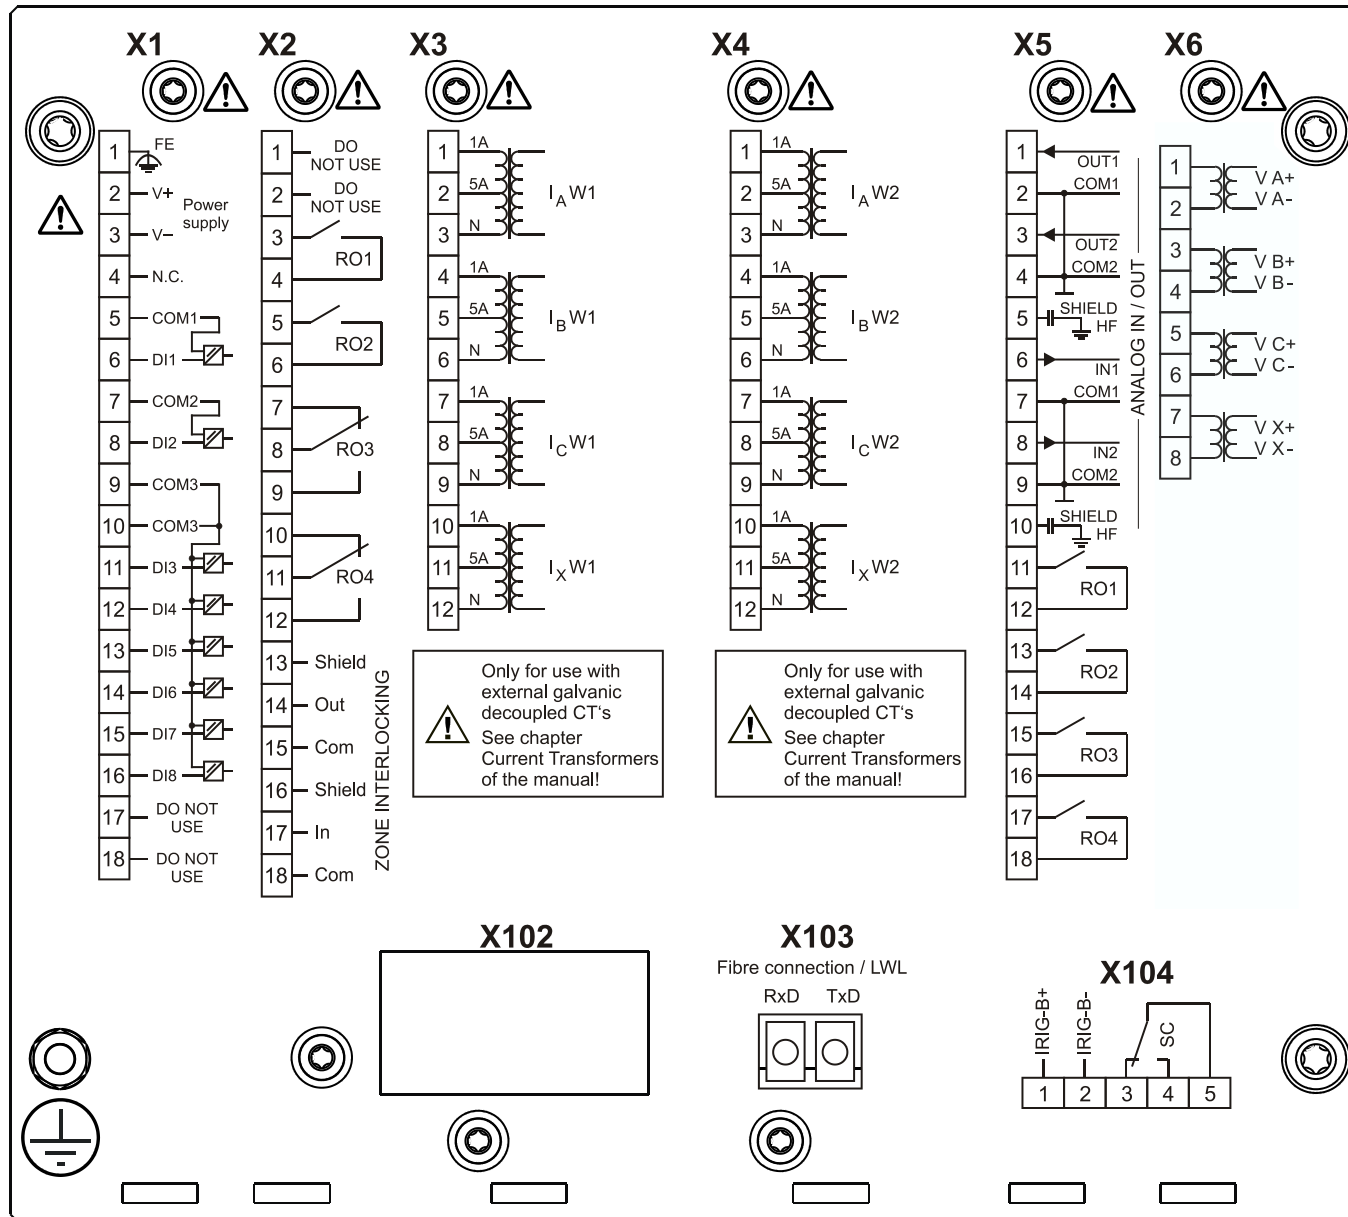 X1
X2
X3
X4
X5
X6
1 FE
2 V+
Power
supply
3 V–
4 N.C.
5 COM1
6 DI1
7 COM2
8 DI2
9 COM3
10 COM3
11 DI3
12 DI4
13 DI5
14 DI6
15 DI7
16 DI8
17 DO NOT
USE
18 DO NOT
USE
1 DO
NOT USE
2 DO
NOT USE
3
RO1
4
5
RO2
6
7
8 RO3
9
10
11 RO4
12
13 Shield
14 Out
15 Com
16 Shield
17 In
18 Com
ZONE INTERLOCKING
1 1A
2 5A IAW1
3 N
4 1A
5 5A IBW1
6 N
7 1A
8 5A ICW1
9 N
10 1A
11 5A IXW1
12 N
Only for use with
external galvanic
decoupled CT‘s
See chapter
Current Transformers
of the manual!
1 1A
2 5A IAW2
3 N
4 1A
5 5A IBW2
6 N
7 1A
8 5A ICW2
9 N
10 1A
11 5A IXW2
12 N
Only for use with
external galvanic
decoupled CT‘s
See chapter
Current Transformers
of the manual!
1 OUT1
2 COM1
3 OUT2
4 COM2
5 SHIELD
HF
6 IN1
7 COM1
8 IN2
9 COM2
10 SHIELD
HF
ANALOG IN / OUT
11
RO1
12
13
RO2
14
15
RO3
16
17
RO4
18
1 V A+
2 V A-
3 V B+
4 V B-
5 V C+
6 V C-
7 V X+
8 V X-
X102
X103
Fibre connection / LWL
RxD TxD
X104
IRIG-B+
IRIG-B-
SC
1 2 3 4 5